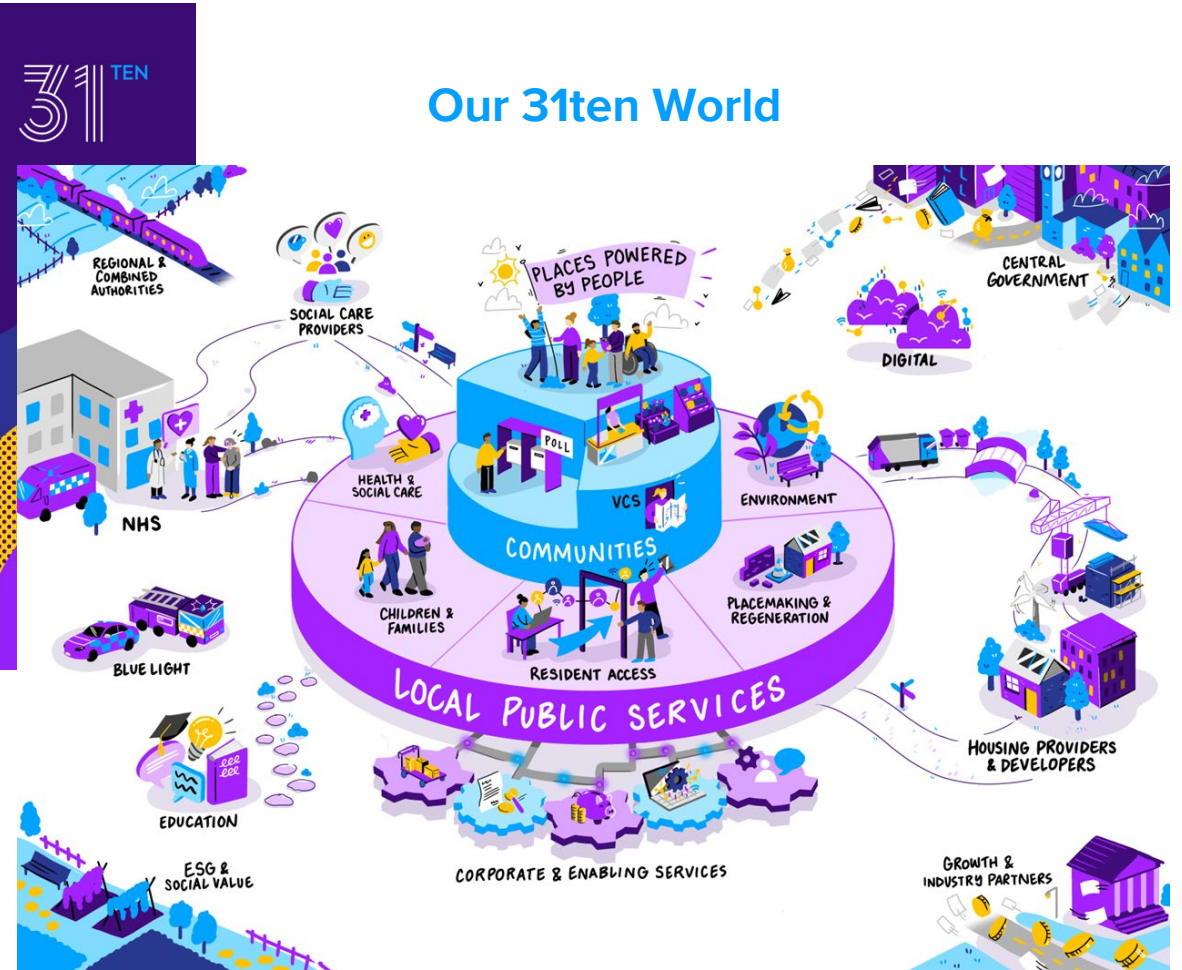 31TEN
Our 31ten World
REGIONAL &
COMBINED
AUTHORITIES
SOCIAL CARE
PROVIDERS
PLACES POWERED
BY PEOPLE
CENTRAL
GOVERNMENT
DIGITAL
NHS
HEALTH &
SOCIAL CARE
POLL
VCS
ENVIRONMENT
COMMUNITIES
CHILDREN &
FAMILIES
PLACEMAKING &
REGENERATION
RESIDENT ACCESS
LOCAL PUBLIC SERVICES
BLUE LIGHT
HOUSING PROVIDERS
& DEVELOPERS
EDUCATION
CORPORATE & ENABLING SERVICES
ESG &
SOCIAL VALUE
GROWTH &
INDUSTRY PARTNERS